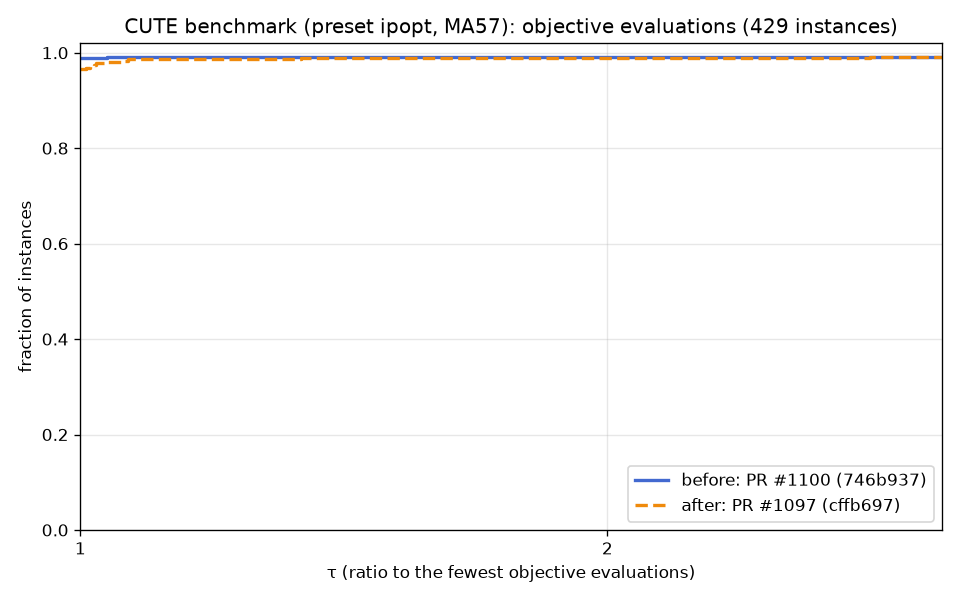 CUTE benchmark (preset ipopt, MA57): objective evaluations (429 instances)
1.0
0.8
0.6
0.4
0.2
0.0
fraction of instances
before: PR #1100 (746b937)
after: PR #1097 (cffb697)
1
2
τ (ratio to the fewest objective evaluations)